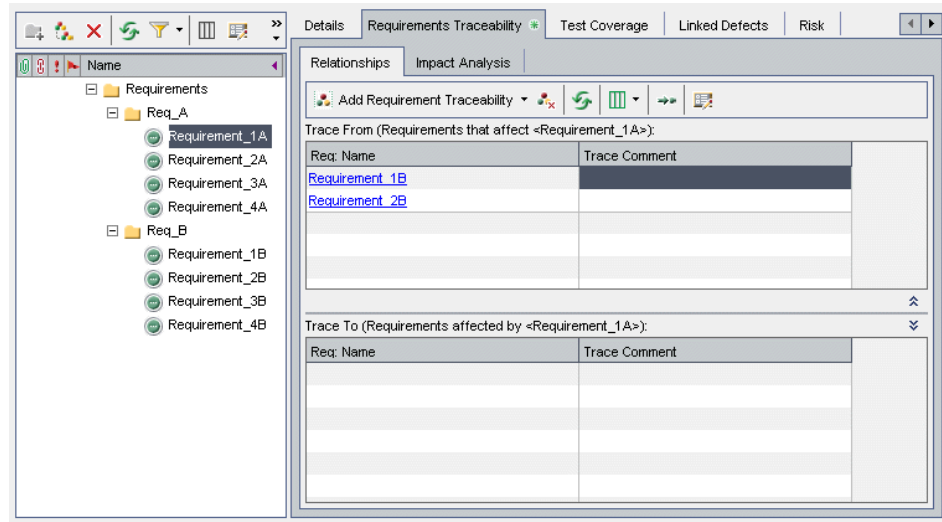 Name
Requirements
Req_A
Requirement_1A
Requirement_2A
Requirement_3A
Requirement_4A
Req_B
Requirement_1B
Requirement_2B
Requirement_3B
Requirement_4B
Details Requirements Traceability Test Coverage Linked Defects Risk
Relationships Impact Analysis
Add Requirement Traceability
Trace From (Requirements that affect <Requirement_1A>):
Req: Name Trace Comment
Requirement_1B
Requirement_2B
Trace To (Requirements affected by <Requirement_1A>):
Req: Name Trace Comment